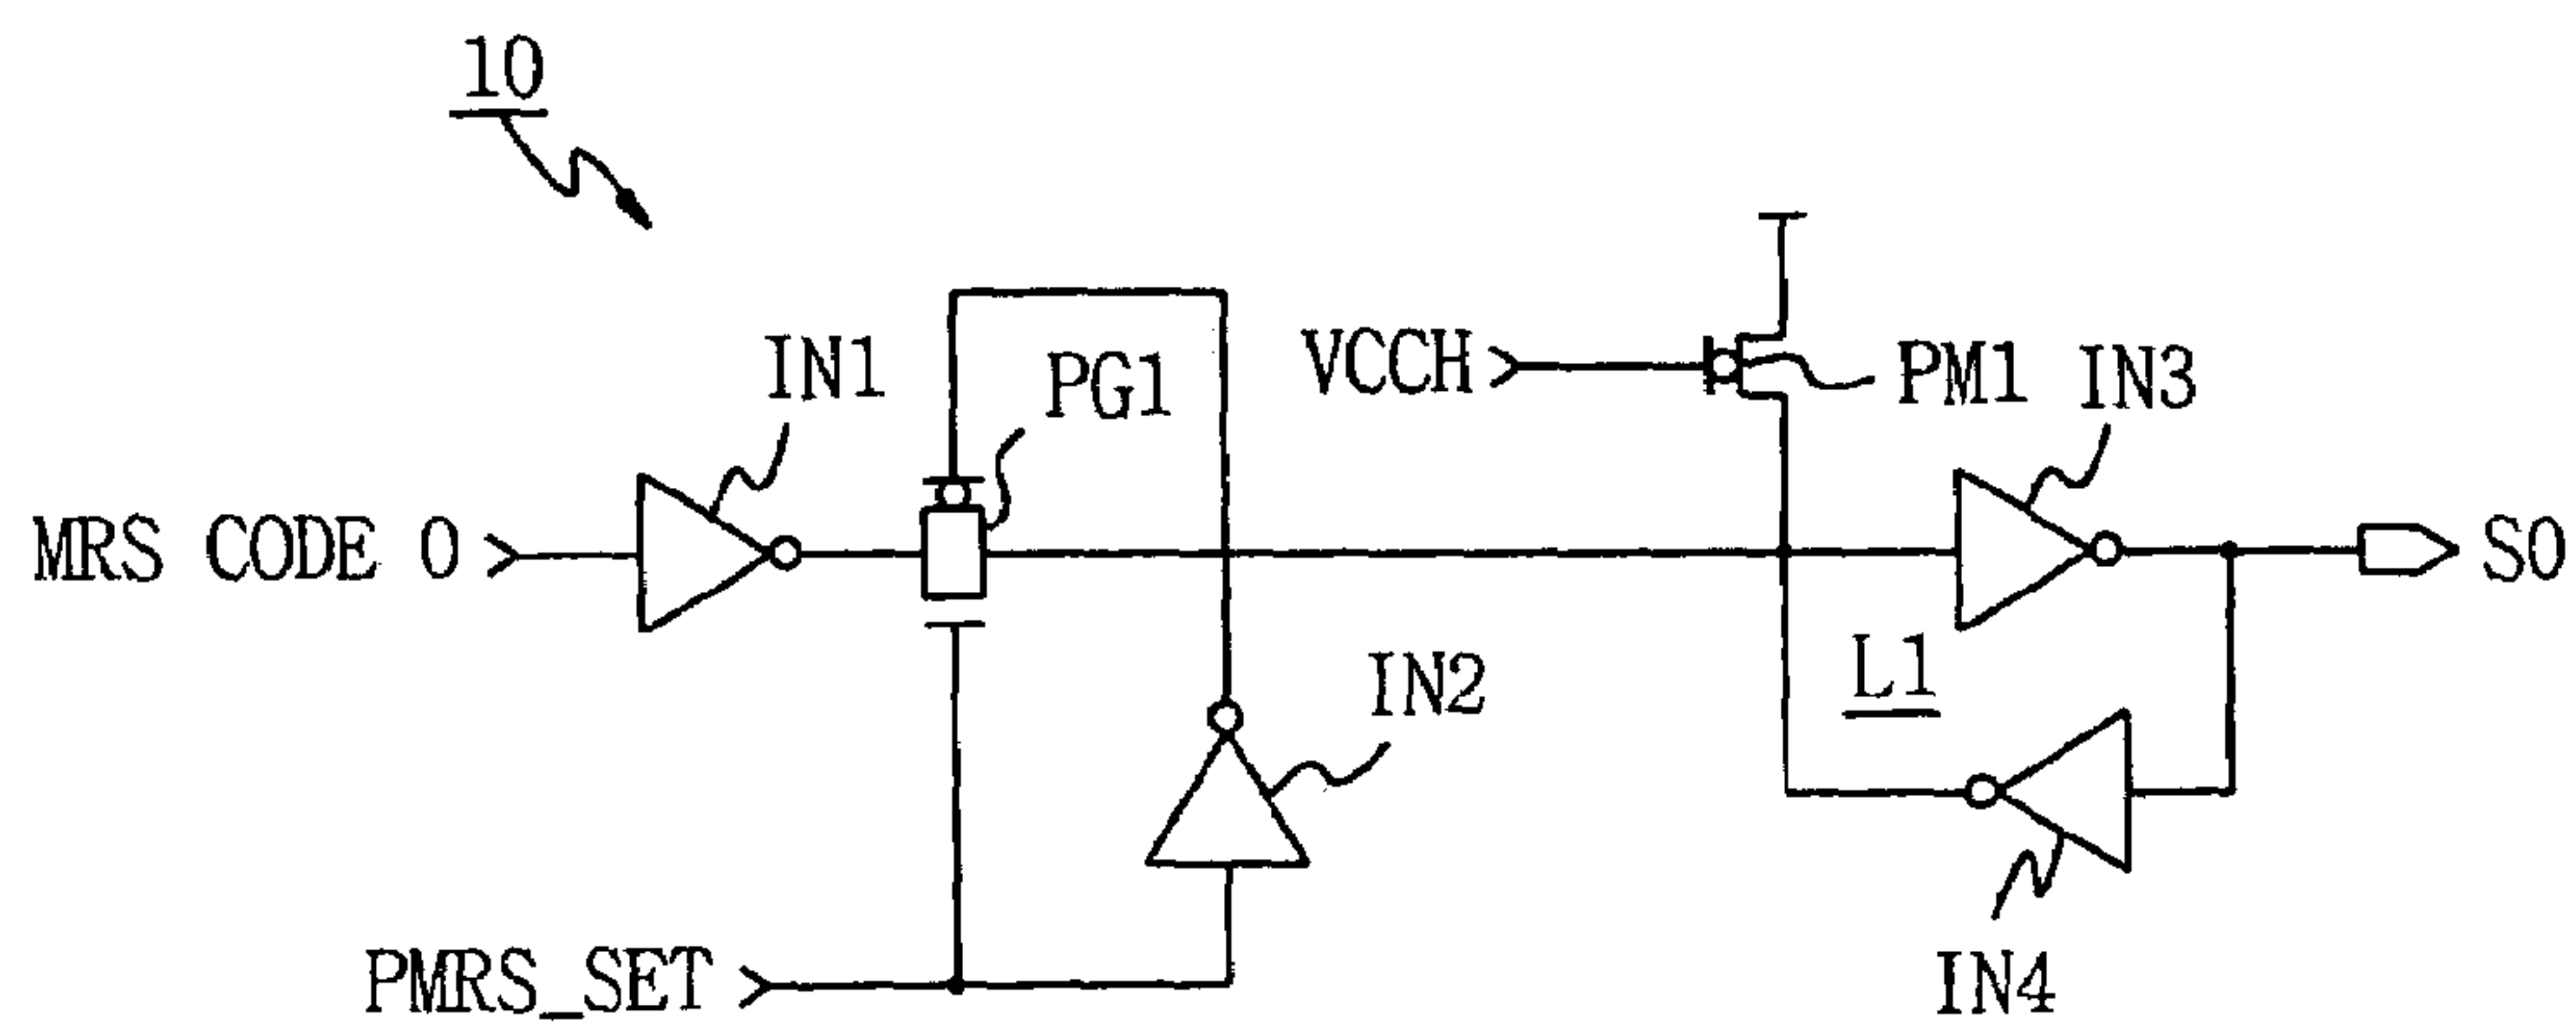 10
IN1
PG1
VCCH
PM1
IN3
MRS CODE 0
S0
L1
IN2
PMRS_SET
IN4